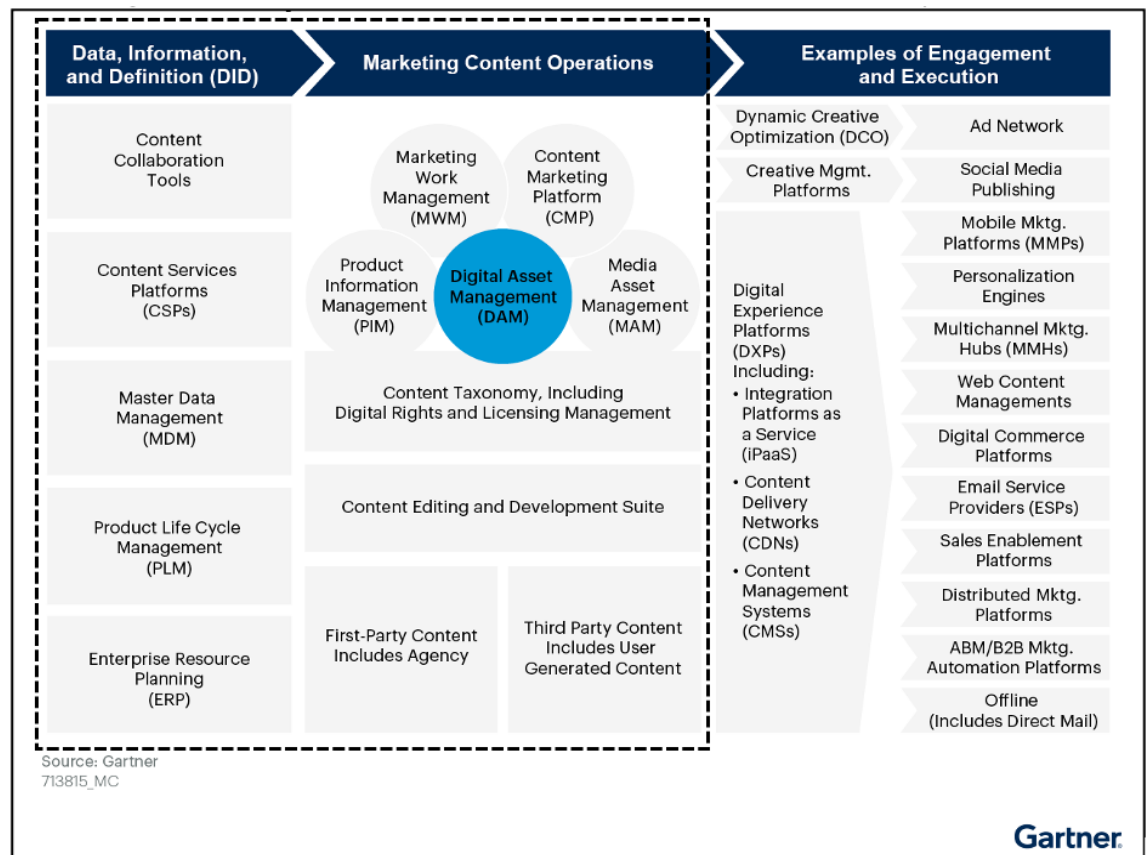 Data, Information,
and Definition (DID)
Marketing Content Operations
Examples of Engagement
and Execution
Content
Collaboration
Tools
Content Services
Platforms
(CSPs)
Master Data
Management
(MDM)
Product Life Cycle
Management
(PLM)
Enterprise Resource
Planning
(ERP)
Marketing
Work
Management
(MWM)
Content
Marketing
Platform
(CMP)
Product
Information
Management
(PIM)
Digital Asset
Management
(DAM)
Media
Asset
Management
(MAM)
Content Taxonomy, Including
Digital Rights and Licensing Management
Content Editing and Development Suite
First-Party Content
Includes Agency
Third Party Content
Includes User
Generated Content
Dynamic Creative
Optimization (DCO)
Creative Mgmt.
Platforms
Digital
Experience
Platforms
(DXPs)
Including:
• Integration
Platforms as
a Service
(iPaaS)
• Content
Delivery
Networks
(CDNs)
• Content
Management
Systems
(CMSs)
Ad Network
Social Media
Publishing
Mobile Mktg.
Platforms (MMPs)
Personalization
Engines
Multichannel Mktg.
Hubs (MMHs)
Web Content
Managements
Digital Commerce
Platforms
Email Service
Providers (ESPs)
Sales Enablement
Platforms
Distributed Mktg.
Platforms
ABM/B2B Mktg.
Automation Platforms
Offline
(Includes Direct Mail)
Source: Gartner
713815_MC
Gartner.